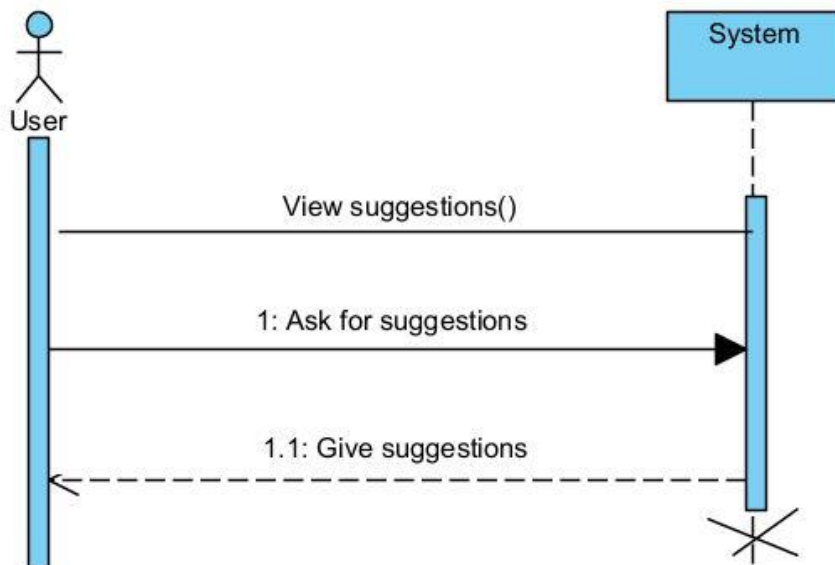 System
User
View suggestions()
1: Ask for suggestions
1.1: Give suggestions